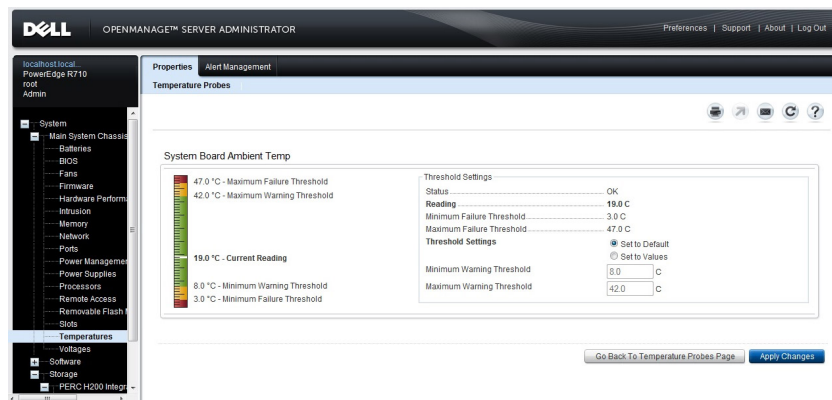 DELL
OPENMANAGE™ SERVER ADMINISTRATOR
Preferences | Support | About | Log Out
localhost.local...
PowerEdge R710
root
Admin
Properties
Alert Management
Temperature Probes
System
Main System Chassis
Batteries
BIOS
Fans
Firmware
Hardware Performa
Intrusion
Memory
Network
Ports
Power Managemen
Power Supplies
Processors
Remote Access
Removable Flash M
Slots
Temperatures
Voltages
Software
Storage
PERC H200 Integr
System Board Ambient Temp
47.0 °C - Maximum Failure Threshold
42.0 °C - Maximum Warning Threshold
19.0 °C - Current Reading
8.0 °C - Minimum Warning Threshold
3.0 °C - Minimum Failure Threshold
Threshold Settings
Status OK
Reading 19.0 C
Minimum Failure Threshold 3.0 C
Maximum Failure Threshold 47.0 C
Threshold Settings Set to Default
Set to Values
Minimum Warning Threshold 8.0 C
Maximum Warning Threshold 42.0 C
Go Back To Temperature Probes Page
Apply Changes